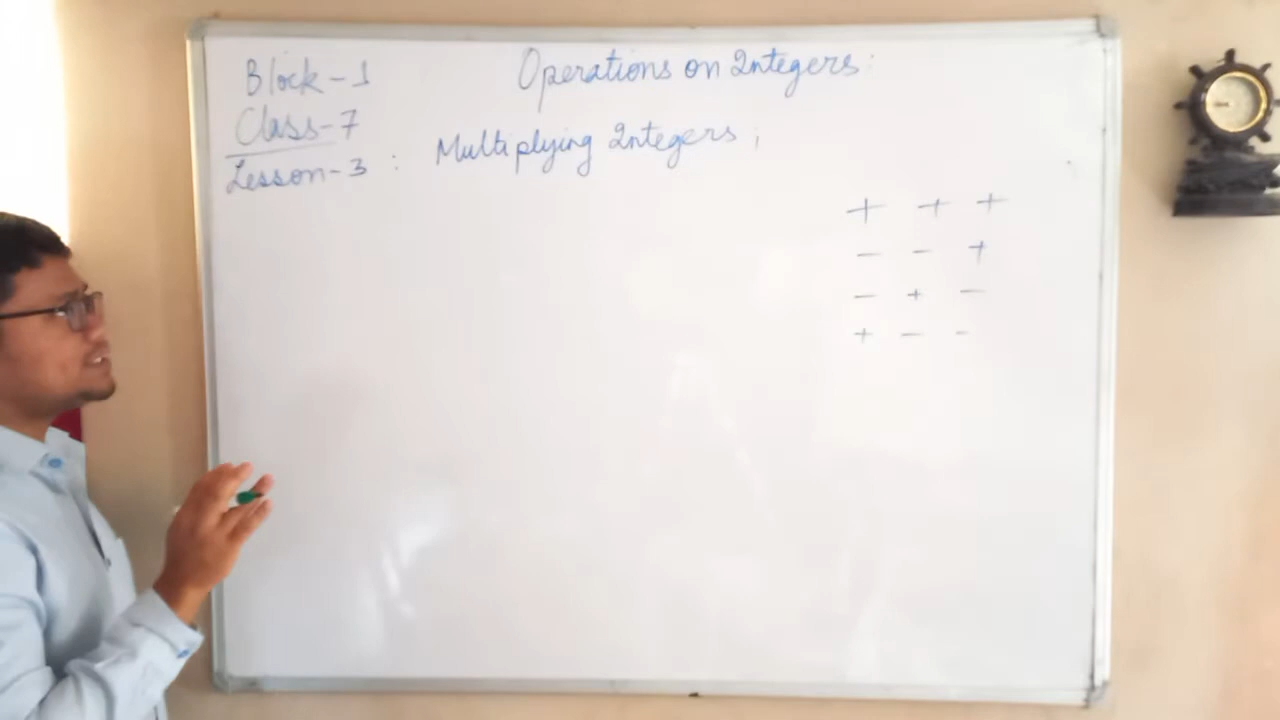 Block-1
Operations on Integers:
Class-7
Lesson-3 : Multiplying Integers ;
+ + +
- - +
- + -
+ - -